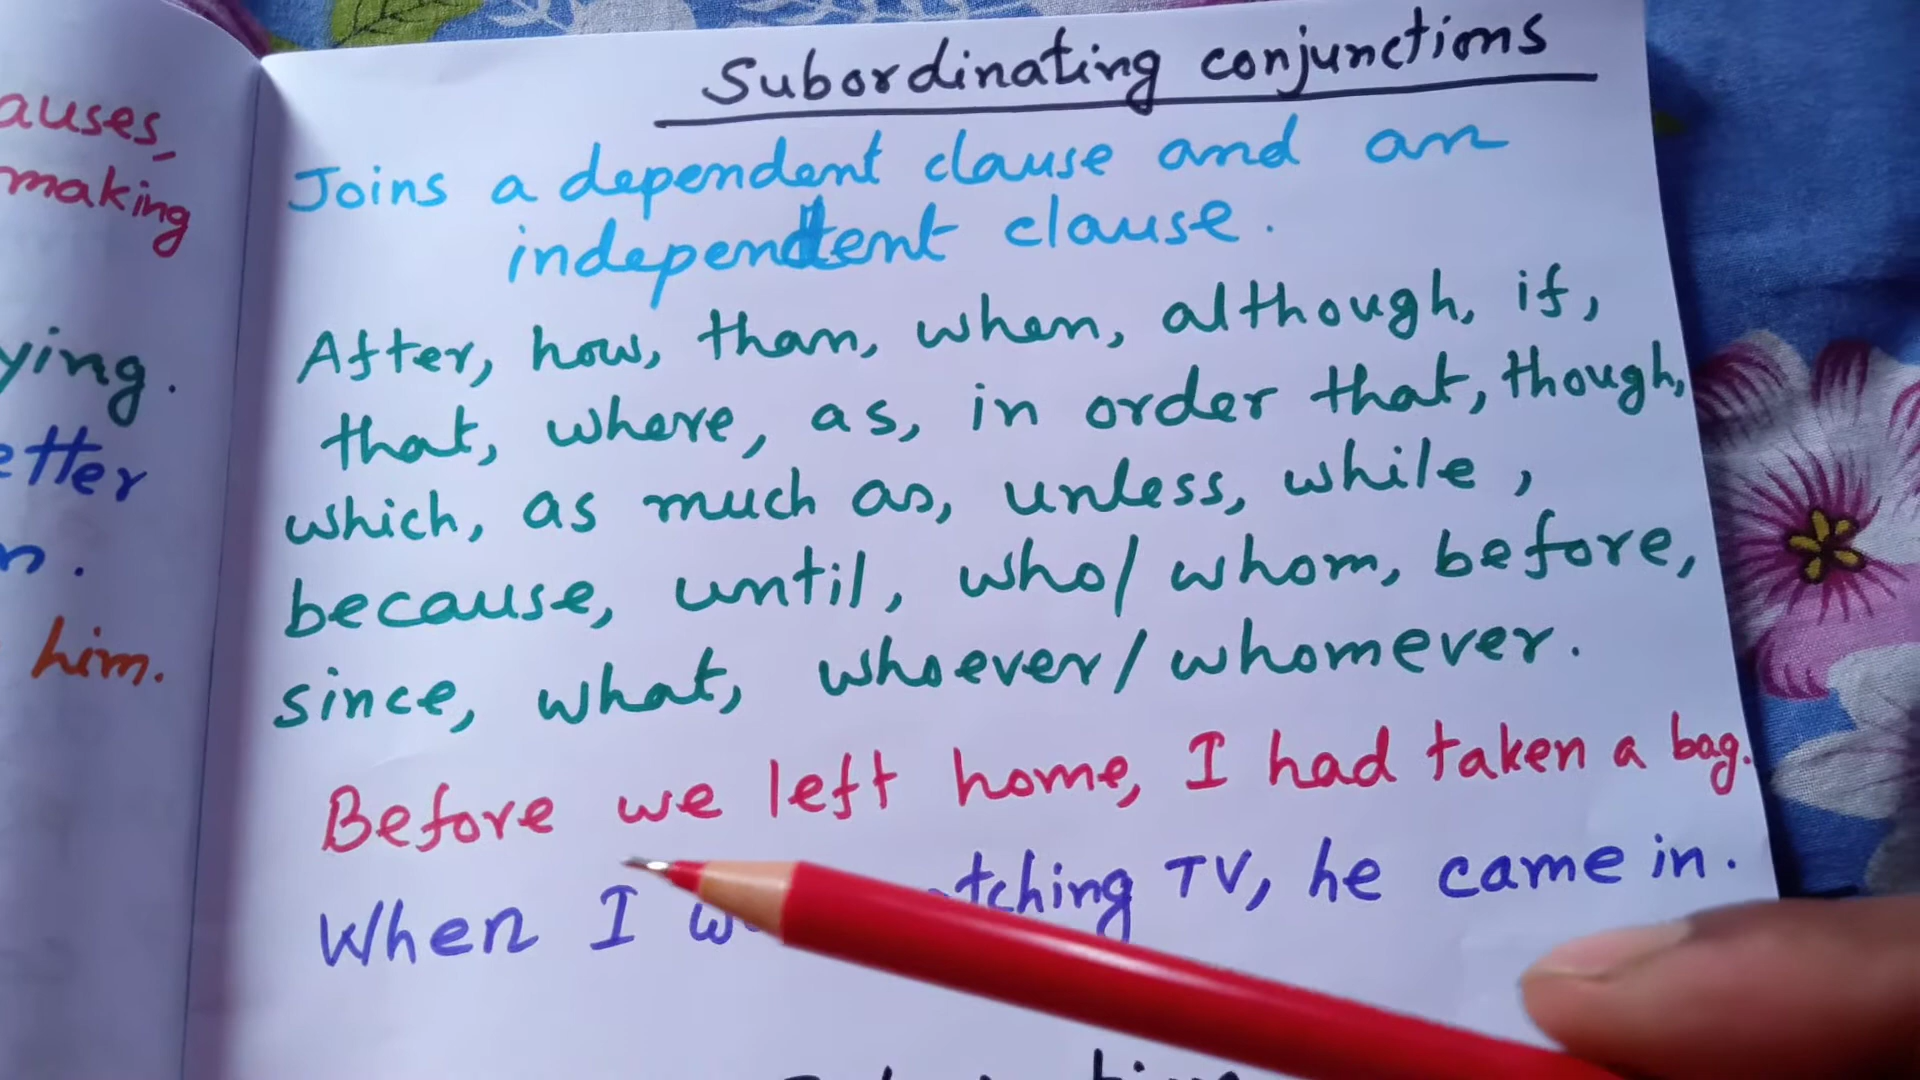 auses,
making
ying.
etter
n.
him.
Subordinating conjunctions
Joins a dependent clause and an
independent clause.
After, how, than, when, although, if,
that, where, as, in order that, though,
which, as much as, unless, while,
because, until, who/ whom, before,
since, what, whoever/ whomever.
Before we left home, I had taken a bag.
When I w tching TV, he came in.